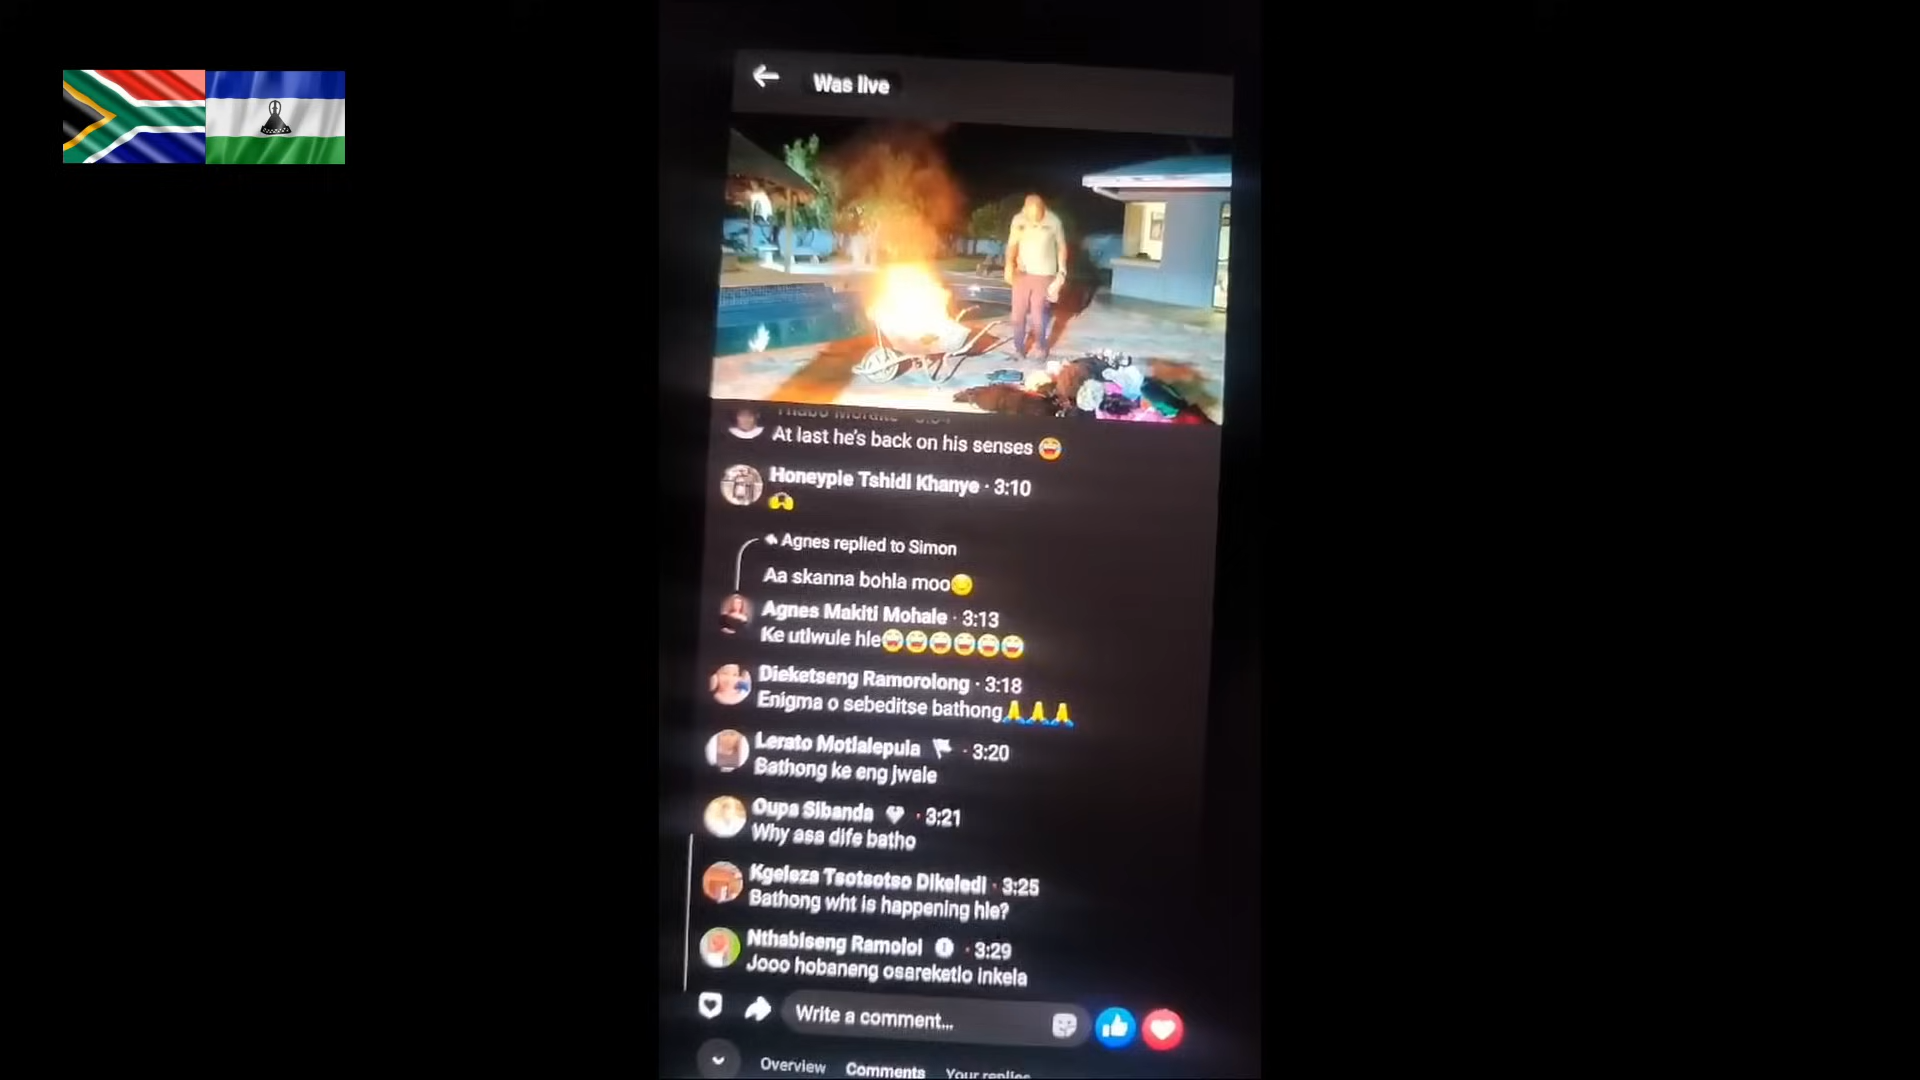 Was live
At last he's back on his senses 😂
Honeypie Tshidi Khanye · 3:10
🙌
Agnes replied to Simon
Aa skanna bohla moo😂
Agnes Makiti Mohale · 3:13
Ke utlwule hle😂😂😂😂😂😂
Dieketseng Ramorolong · 3:18
Enigma o sebeditse bathong🙏🙏🙏
Lerato Motlalepula · 3:20
Bathong ke eng jwale
Oupa Sibanda · 3:21
Why asa dife batho
Kgeleza Tsotsotso Dikeledi · 3:25
Bathong wht is happening hle?
Nthabiseng Ramolol · 3:29
Jooo hobaneng osareketlo inkela
Write a comment...
Overview Comments Your replies